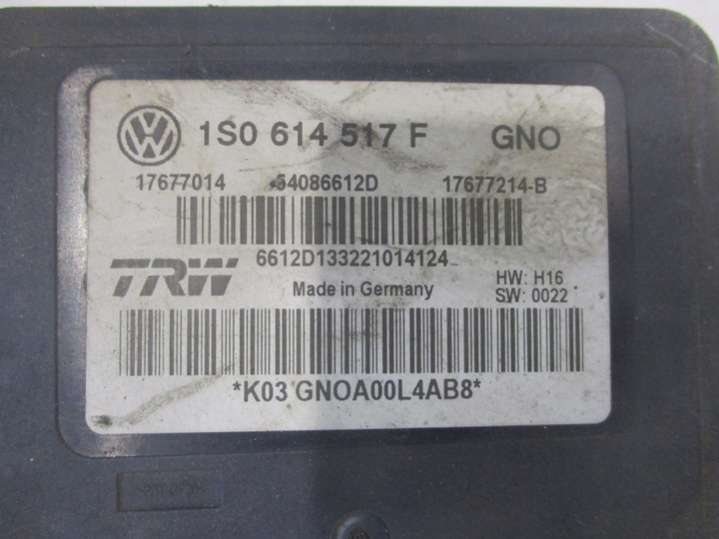 1S0 614 517 F GNO
17677014 54086612D 17677214-B
6612D133221014124
TRW Made in Germany HW: H16
SW: 0022
*K03 GNOA00L4AB8*